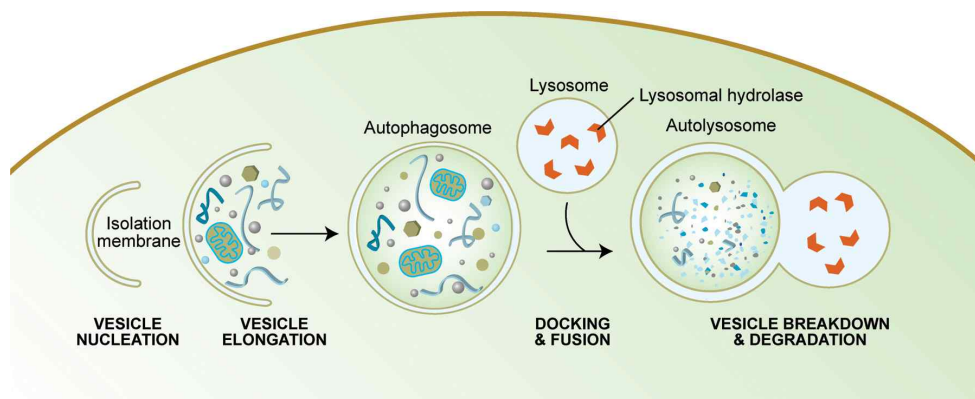 Lysosome
Lysosomal hydrolase
Autophagosome
Autolysosome
Isolation
membrane
VESICLE
NUCLEATION
VESICLE
ELONGATION
DOCKING
& FUSION
VESICLE BREAKDOWN
& DEGRADATION